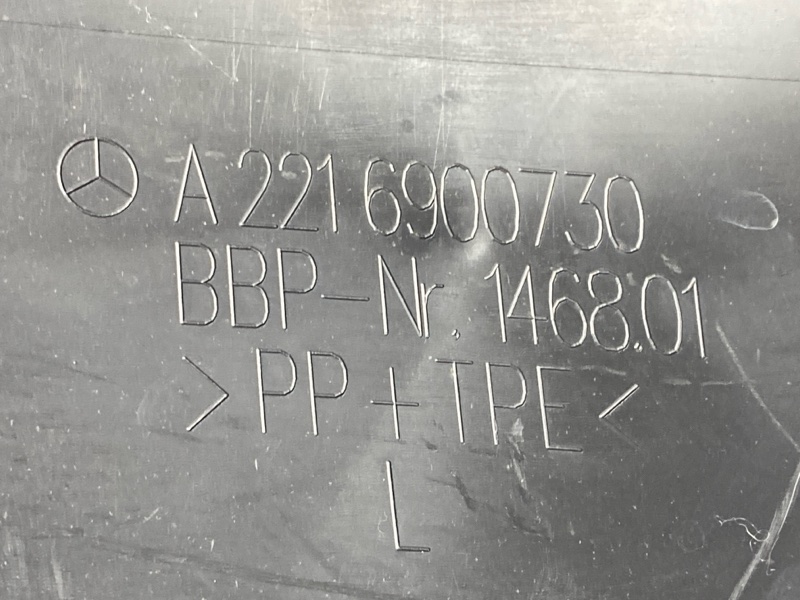 A 221 6900730
BBP-Nr. 1468.01
>PP+TPE<
L